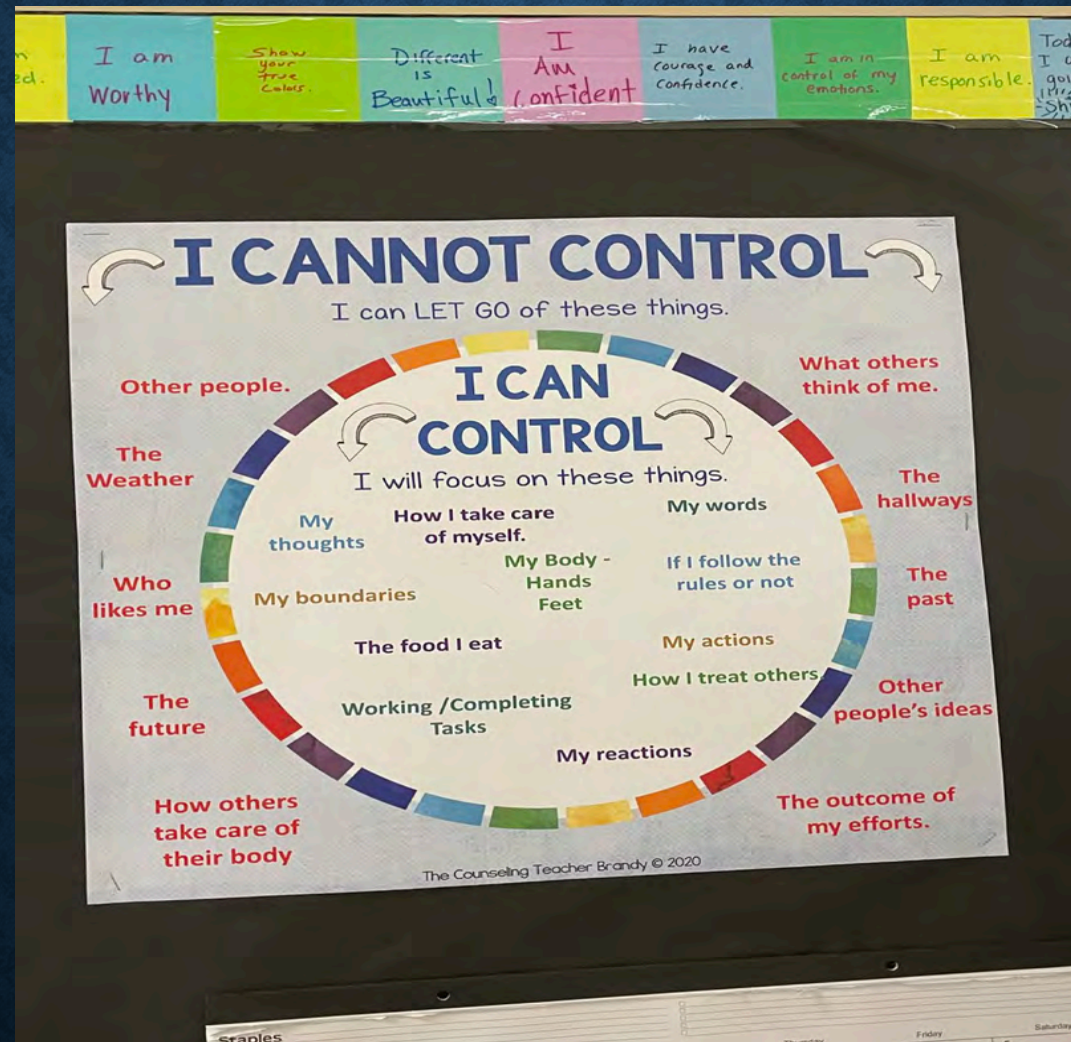 ed.
I am
Worthy
Show
your
true
Colors.
Different
is
Beautiful!
I
Am
Confident
I have
courage and
confidence.
I am in
control of my
emotions.
I am
responsible.
I CANNOT CONTROL
I can LET GO of these things.
I CAN
CONTROL
I will focus on these things.
Other people.
The
Weather
Who
likes me
The
future
How others
take care of
their body
What others
think of me.
The
hallways
The
past
Other
people's ideas
The outcome of
my efforts.
My
thoughts
How I take care
of myself.
My words
My Body -
Hands
Feet
If I follow the
rules or not
My boundaries
The food I eat
My actions
How I treat others
Working /Completing
Tasks
My reactions
The Counseling Teacher Brandy © 2020
Staples
Thursday
Friday
Saturday